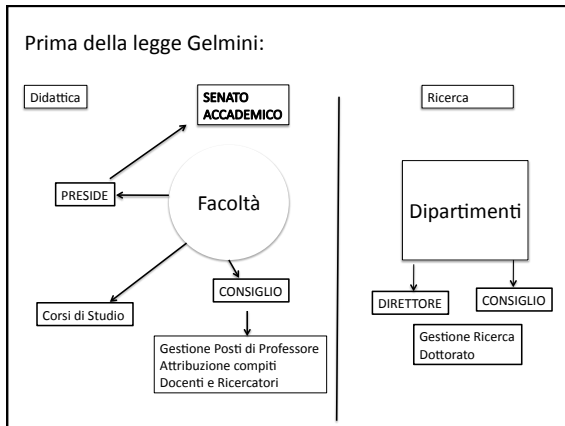 Prima della legge Gelmini:
Didattica
SENATO
ACCADEMICO
Ricerca
PRESIDE
Facoltà
Dipartimenti
CONSIGLIO
DIRETTORE
CONSIGLIO
Corsi di Studio
Gestione Posti di Professore
Attribuzione compiti
Docenti e Ricercatori
Gestione Ricerca
Dottorato